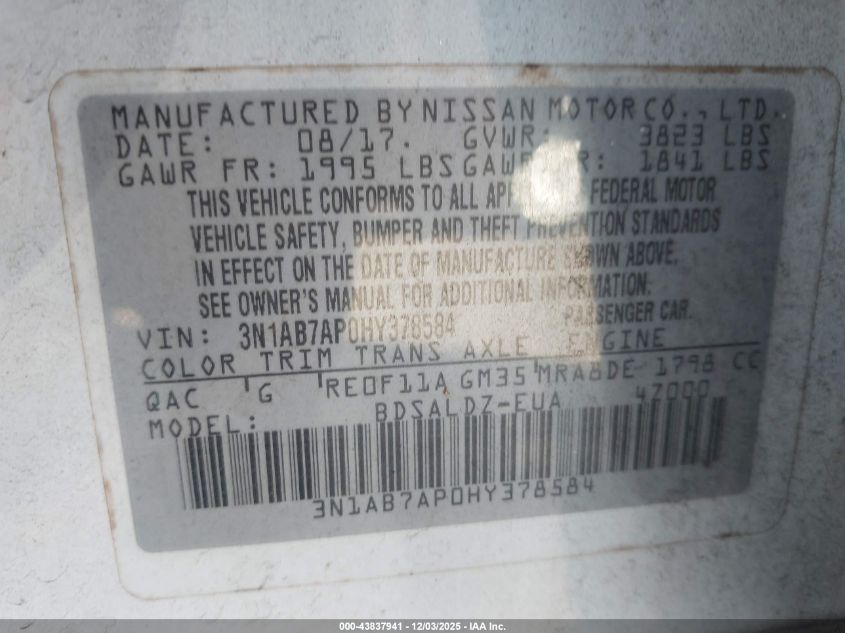 MANUFACTURED BY NISSAN MOTOR CO., LTD.
DATE: 08/17. GVWR: 3823 LBS
GAWR FR: 1995 LBS GAWR RR: 1841 LBS
THIS VEHICLE CONFORMS TO ALL APP FEDERAL MOTOR
VEHICLE SAFETY, BUMPER AND THEFT PREVENTION STANDARDS
IN EFFECT ON THE DATE OF MANUFACTURE SHOWN ABOVE.
SEE OWNER'S MANUAL FOR ADDITIONAL INFORMATION.
VIN: 3N1AB7AP0HY378584 PASSENGER CAR.
COLOR TRIM TRANS AXLE ENGINE
QAC G RE0F11A GM35 MRA8DE 1798 CC
MODEL: BDSALDZ-EUA 4Z000
3N1AB7AP0HY378584
000-43837941 - 12/03/2025 - IAA Inc.